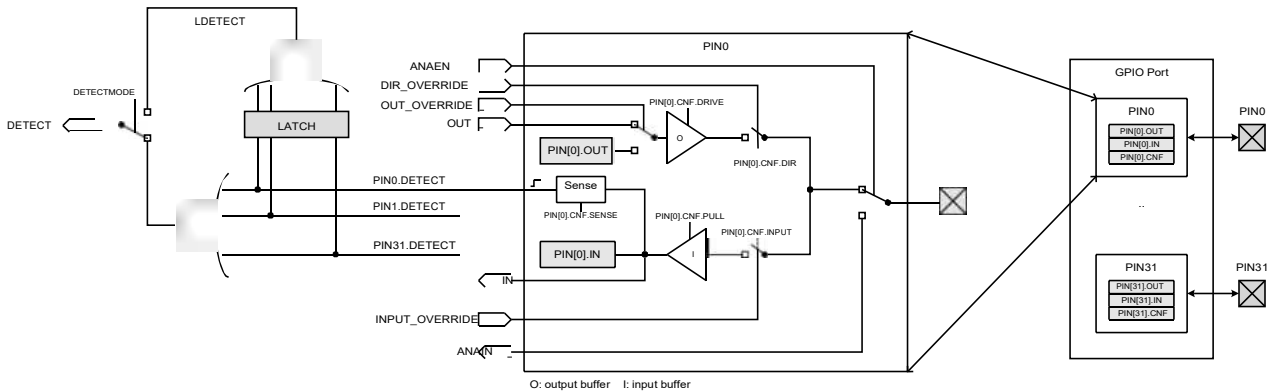 LDETECT
DETECTMODE
DETECT
LATCH
PIN0.DETECT
PIN1.DETECT
PIN31.DETECT
PIN0
ANAEN
DIR_OVERRIDE
OUT_OVERRIDE
OUT
PIN[0].CNF.DRIVE
O
PIN[0].OUT
PIN[0].CNF.DIR
Sense
PIN[0].CNF.SENSE
PIN[0].CNF.PULL
PIN[0].CNF.INPUT
PIN[0].IN
I
IN
INPUT_OVERRIDE
ANAIN
O: output buffer I: input buffer
GPIO Port
PIN0
PIN[0].OUT
PIN[0].IN
PIN[0].CNF
PIN0
..
PIN31
PIN[31].OUT
PIN[31].IN
PIN[31].CNF
PIN31